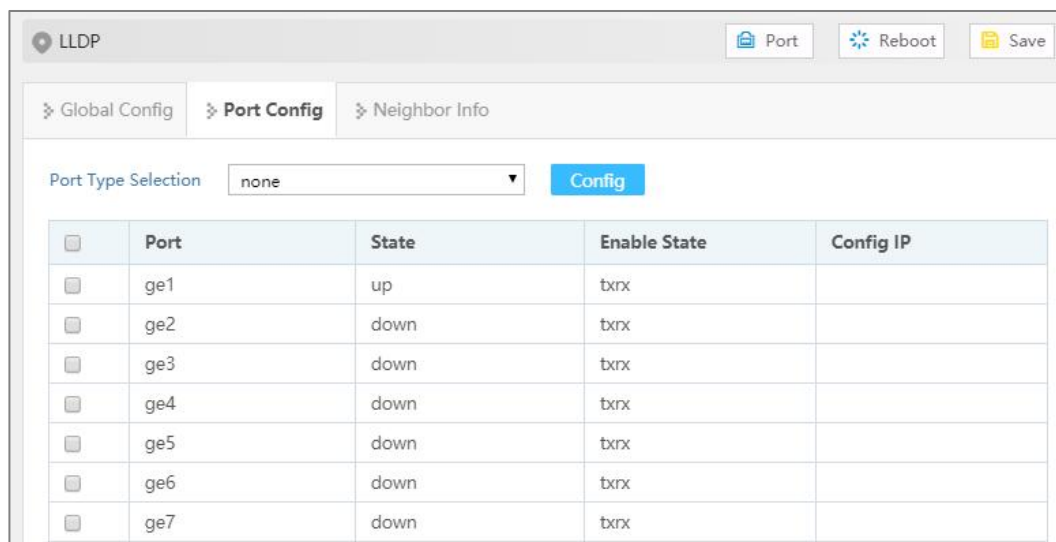 LLDP Port Reboot Save
Global Config Port Config Neighbor Info
Port Type Selection none Config
Port State Enable State Config IP
ge1 up txrx
ge2 down txrx
ge3 down txrx
ge4 down txrx
ge5 down txrx
ge6 down txrx
ge7 down txrx